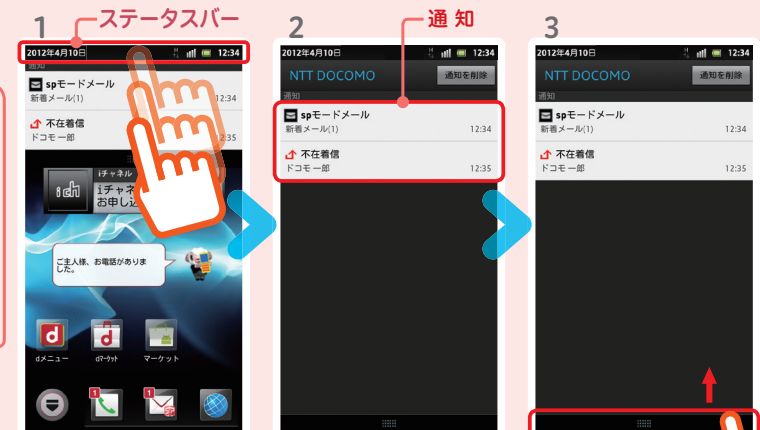 1
ステータスバー
2012年4月10日
12:34
通知
spモードメール
新着メール(1)
12:34
不在着信
ドコモ一郎
iチャネル
お申し込
ご主人様、お電話がありま
した。
dメニュー
dマーケット
マーケット
1
1
2
通 知
2012年4月10日
12:34
NTT DOCOMO
通知を削除
通知
spモードメール
新着メール(1)
12:34
不在着信
ドコモ一郎
12:35
3
2012年4月10日
12:34
NTT DOCOMO
通知を削除
通知
spモードメール
新着メール(1)
12:34
不在着信
ドコモ一郎
12:35